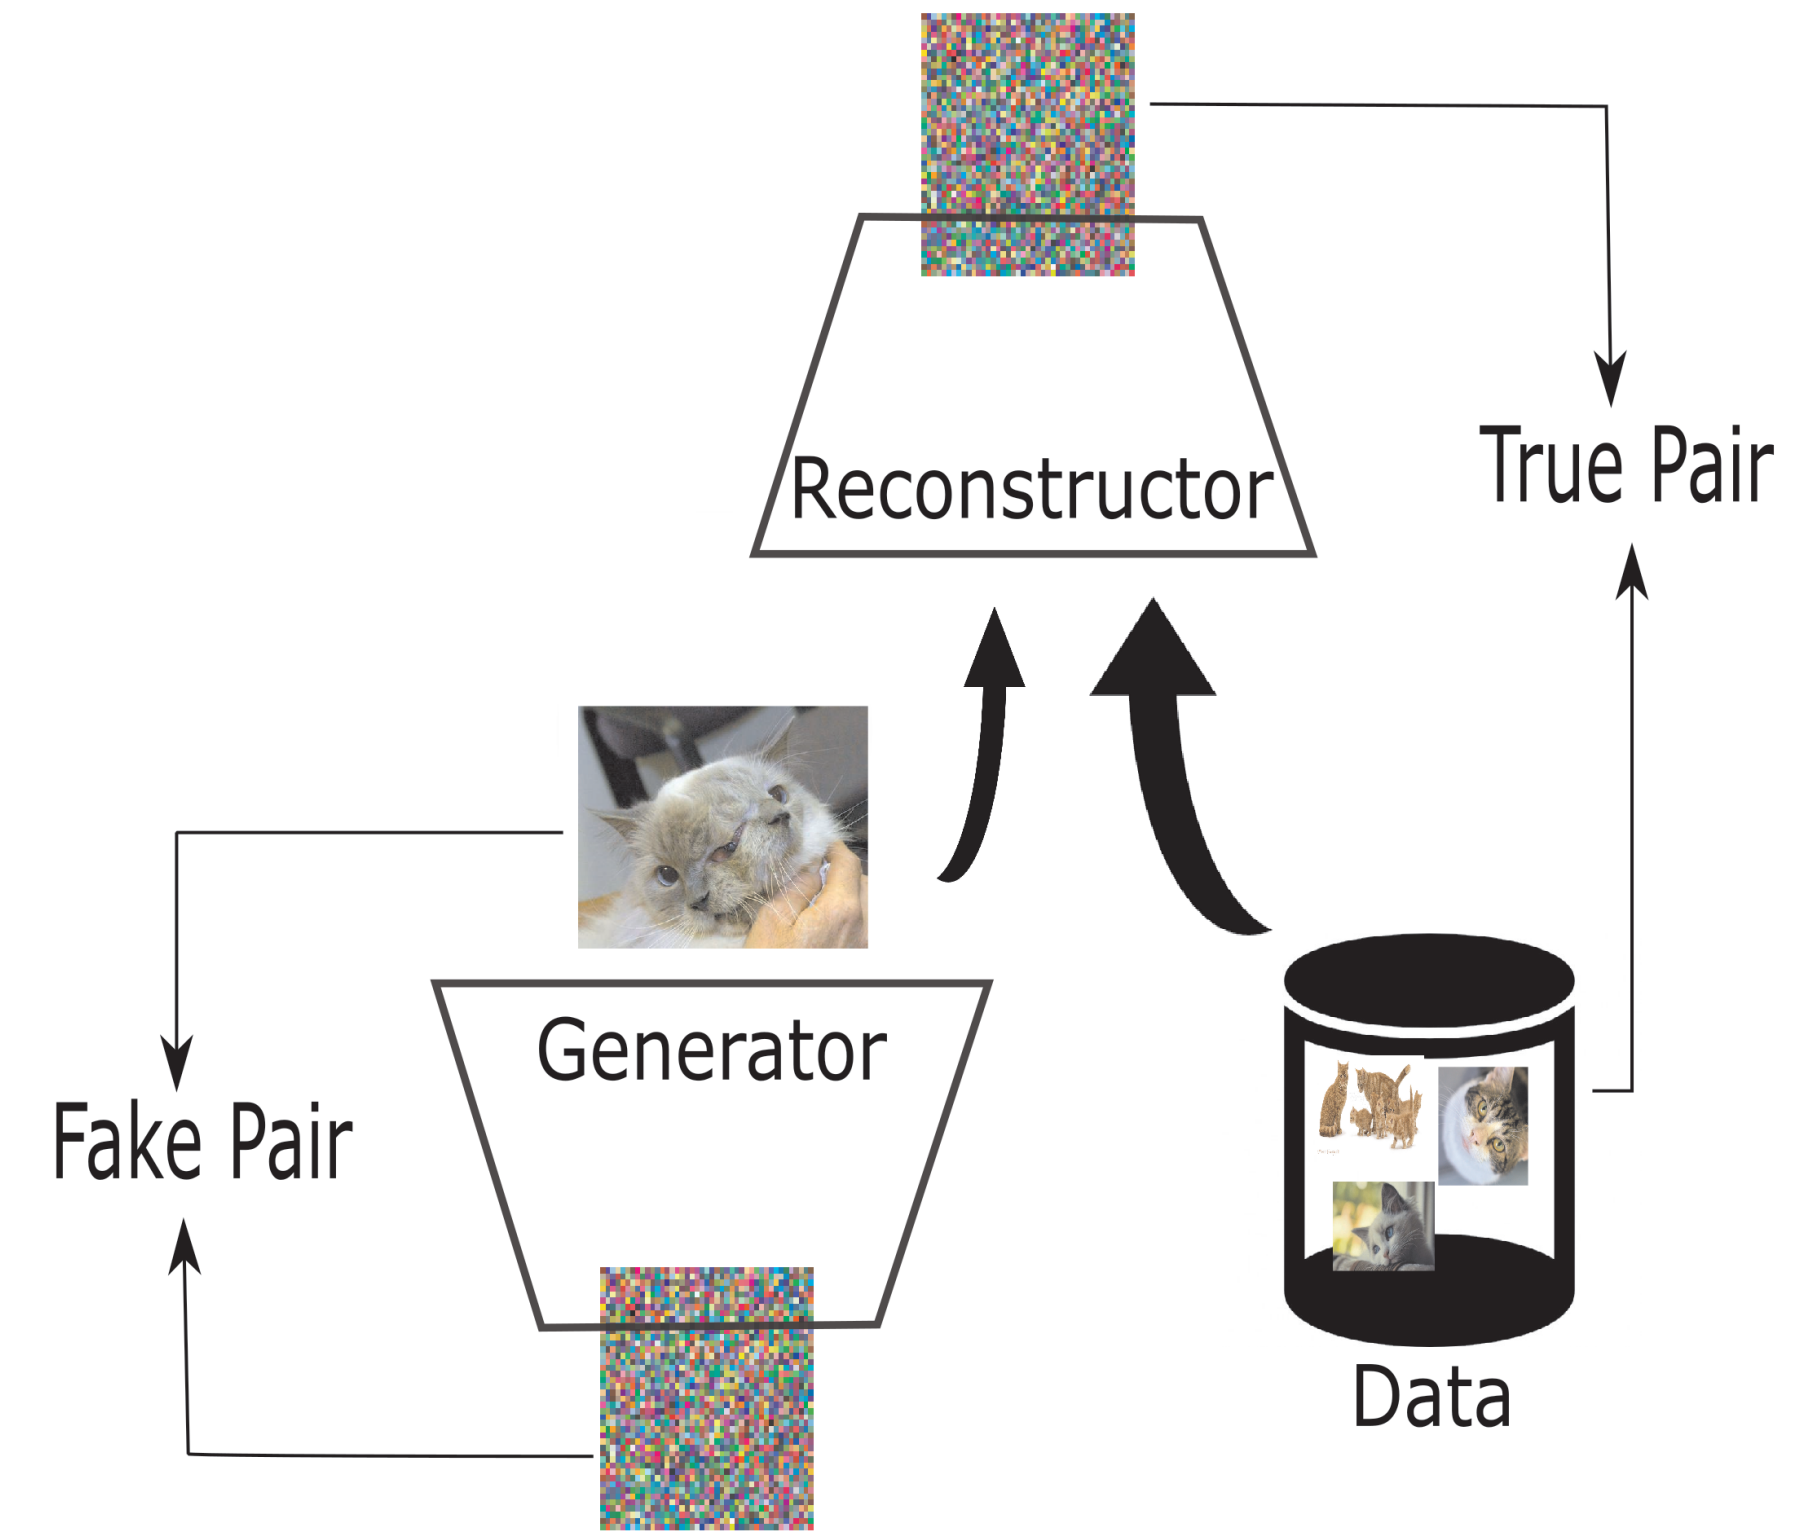 Reconstructor
True Pair
Generator
Fake Pair
Data